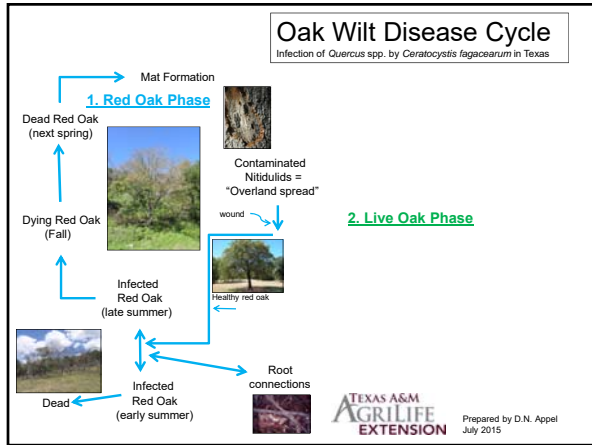 Oak Wilt Disease Cycle
Infection of Quercus spp. by Ceratocystis fagacearum in Texas
Mat Formation
1. Red Oak Phase
Dead Red Oak
(next spring)
Contaminated
Nitidulids =
“Overland spread”
wound
2. Live Oak Phase
Dying Red Oak
(Fall)
Healthy red oak
Infected
Red Oak
(late summer)
Root
connections
Infected
Red Oak
(early summer)
Dead
TEXAS A&M
AGRILIFE
EXTENSION
Prepared by D.N. Appel
July 2015